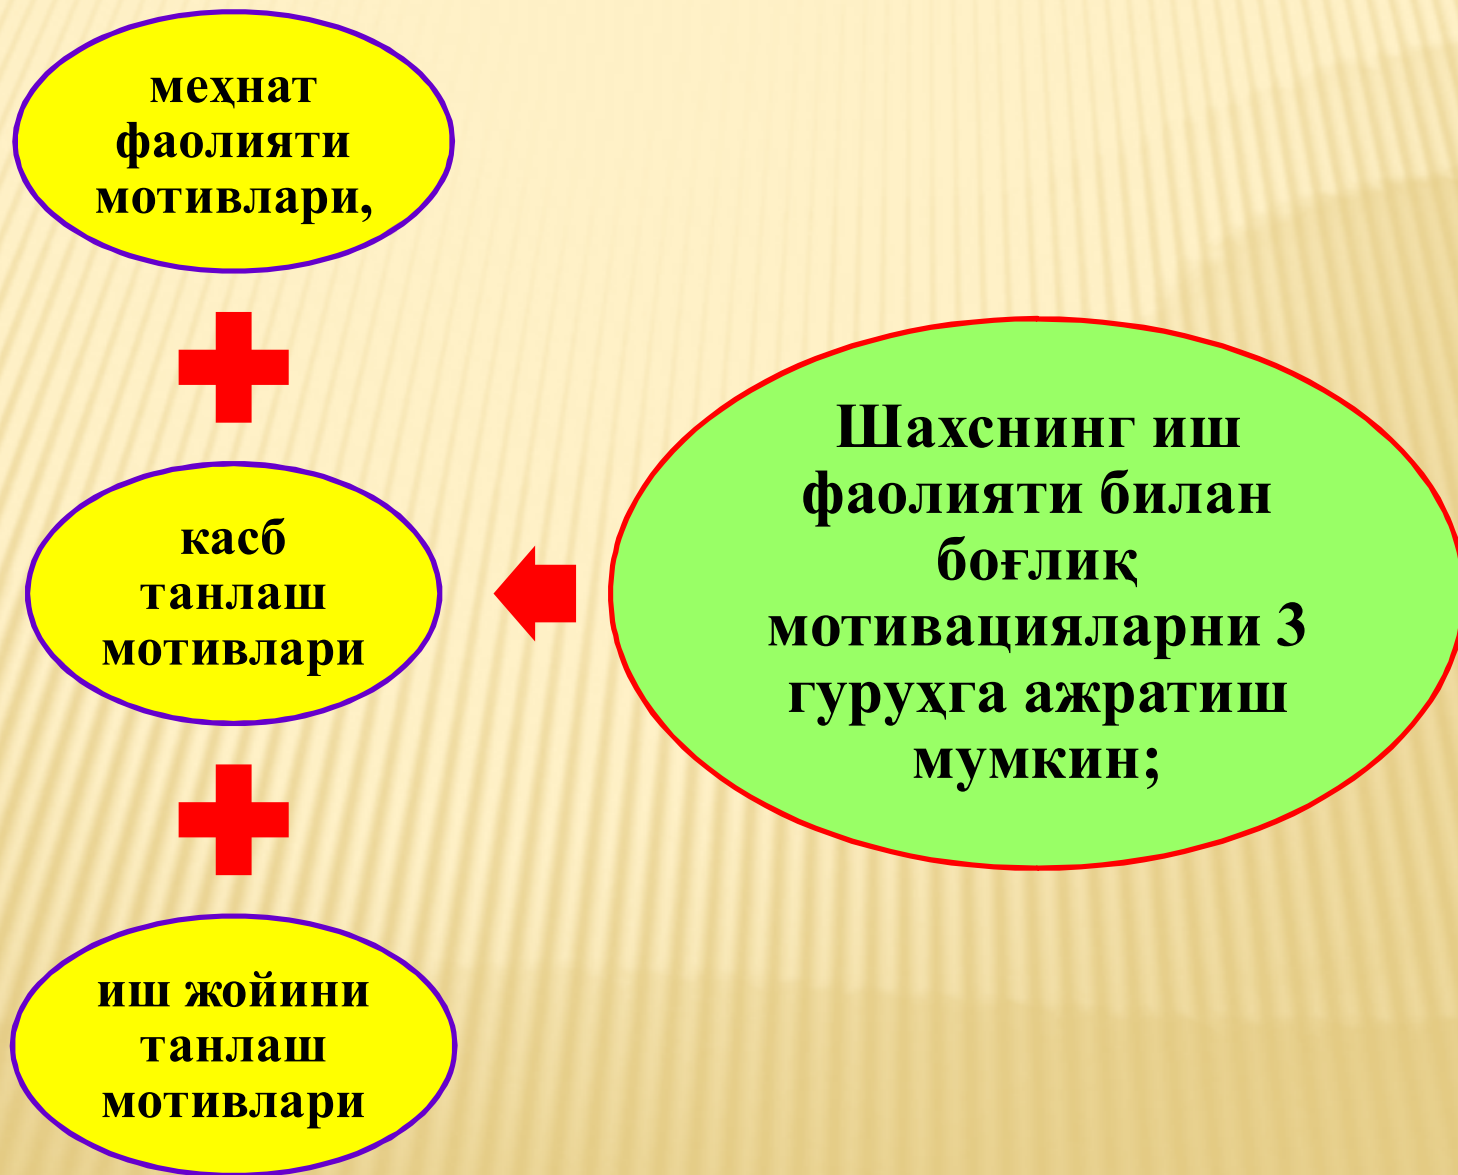 меҳнат
фаолияти
мотивлари,
касб
танлаш
мотивлари
иш жойини
танлаш
мотивлари
Шахснинг иш
фаолияти билан
боғлиқ
мотивацияларни 3
гуруҳга ажратиш
мумкин;